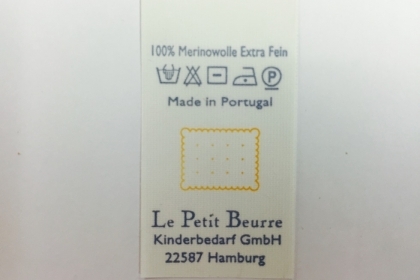 100% Merinowolle Extra Fein
P
Made in Portugal
Le Petit Beurre
Kinderbedarf GmbH
22587 Hamburg